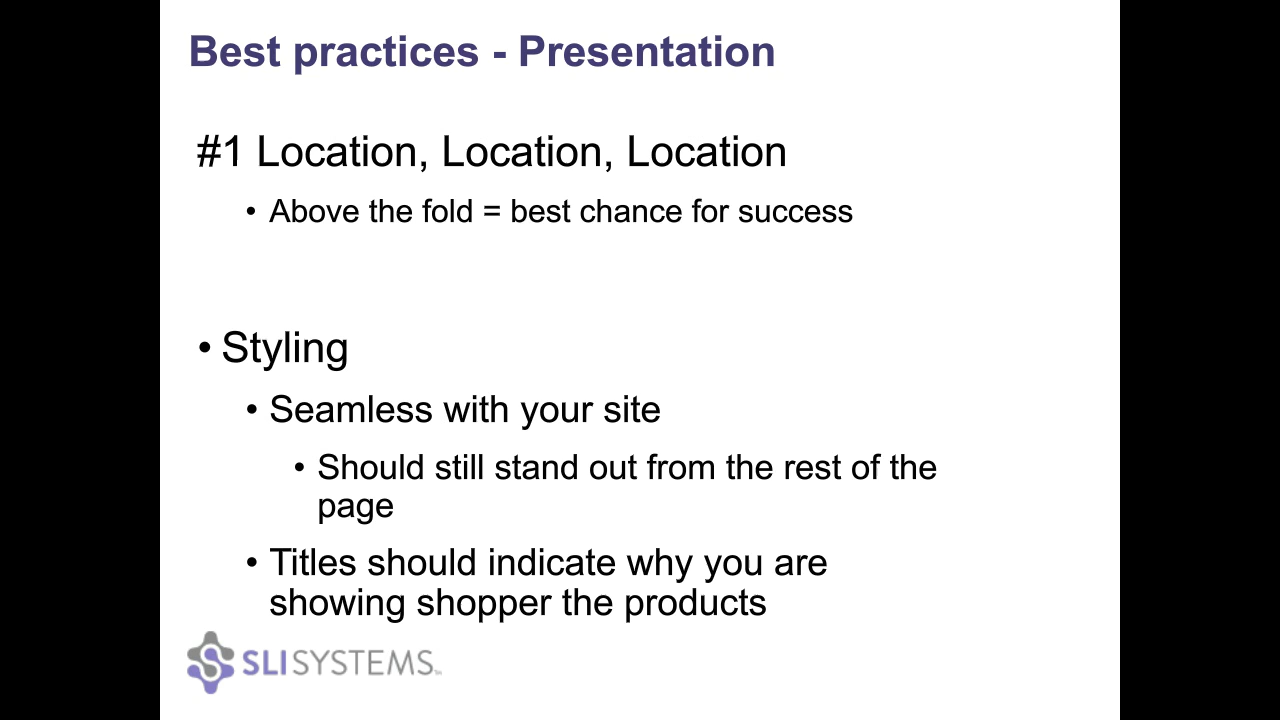 Best practices - Presentation
#1 Location, Location, Location
• Above the fold = best chance for success
• Styling
• Seamless with your site
• Should still stand out from the rest of the
page
• Titles should indicate why you are
showing shopper the products
SLISYSTEMS